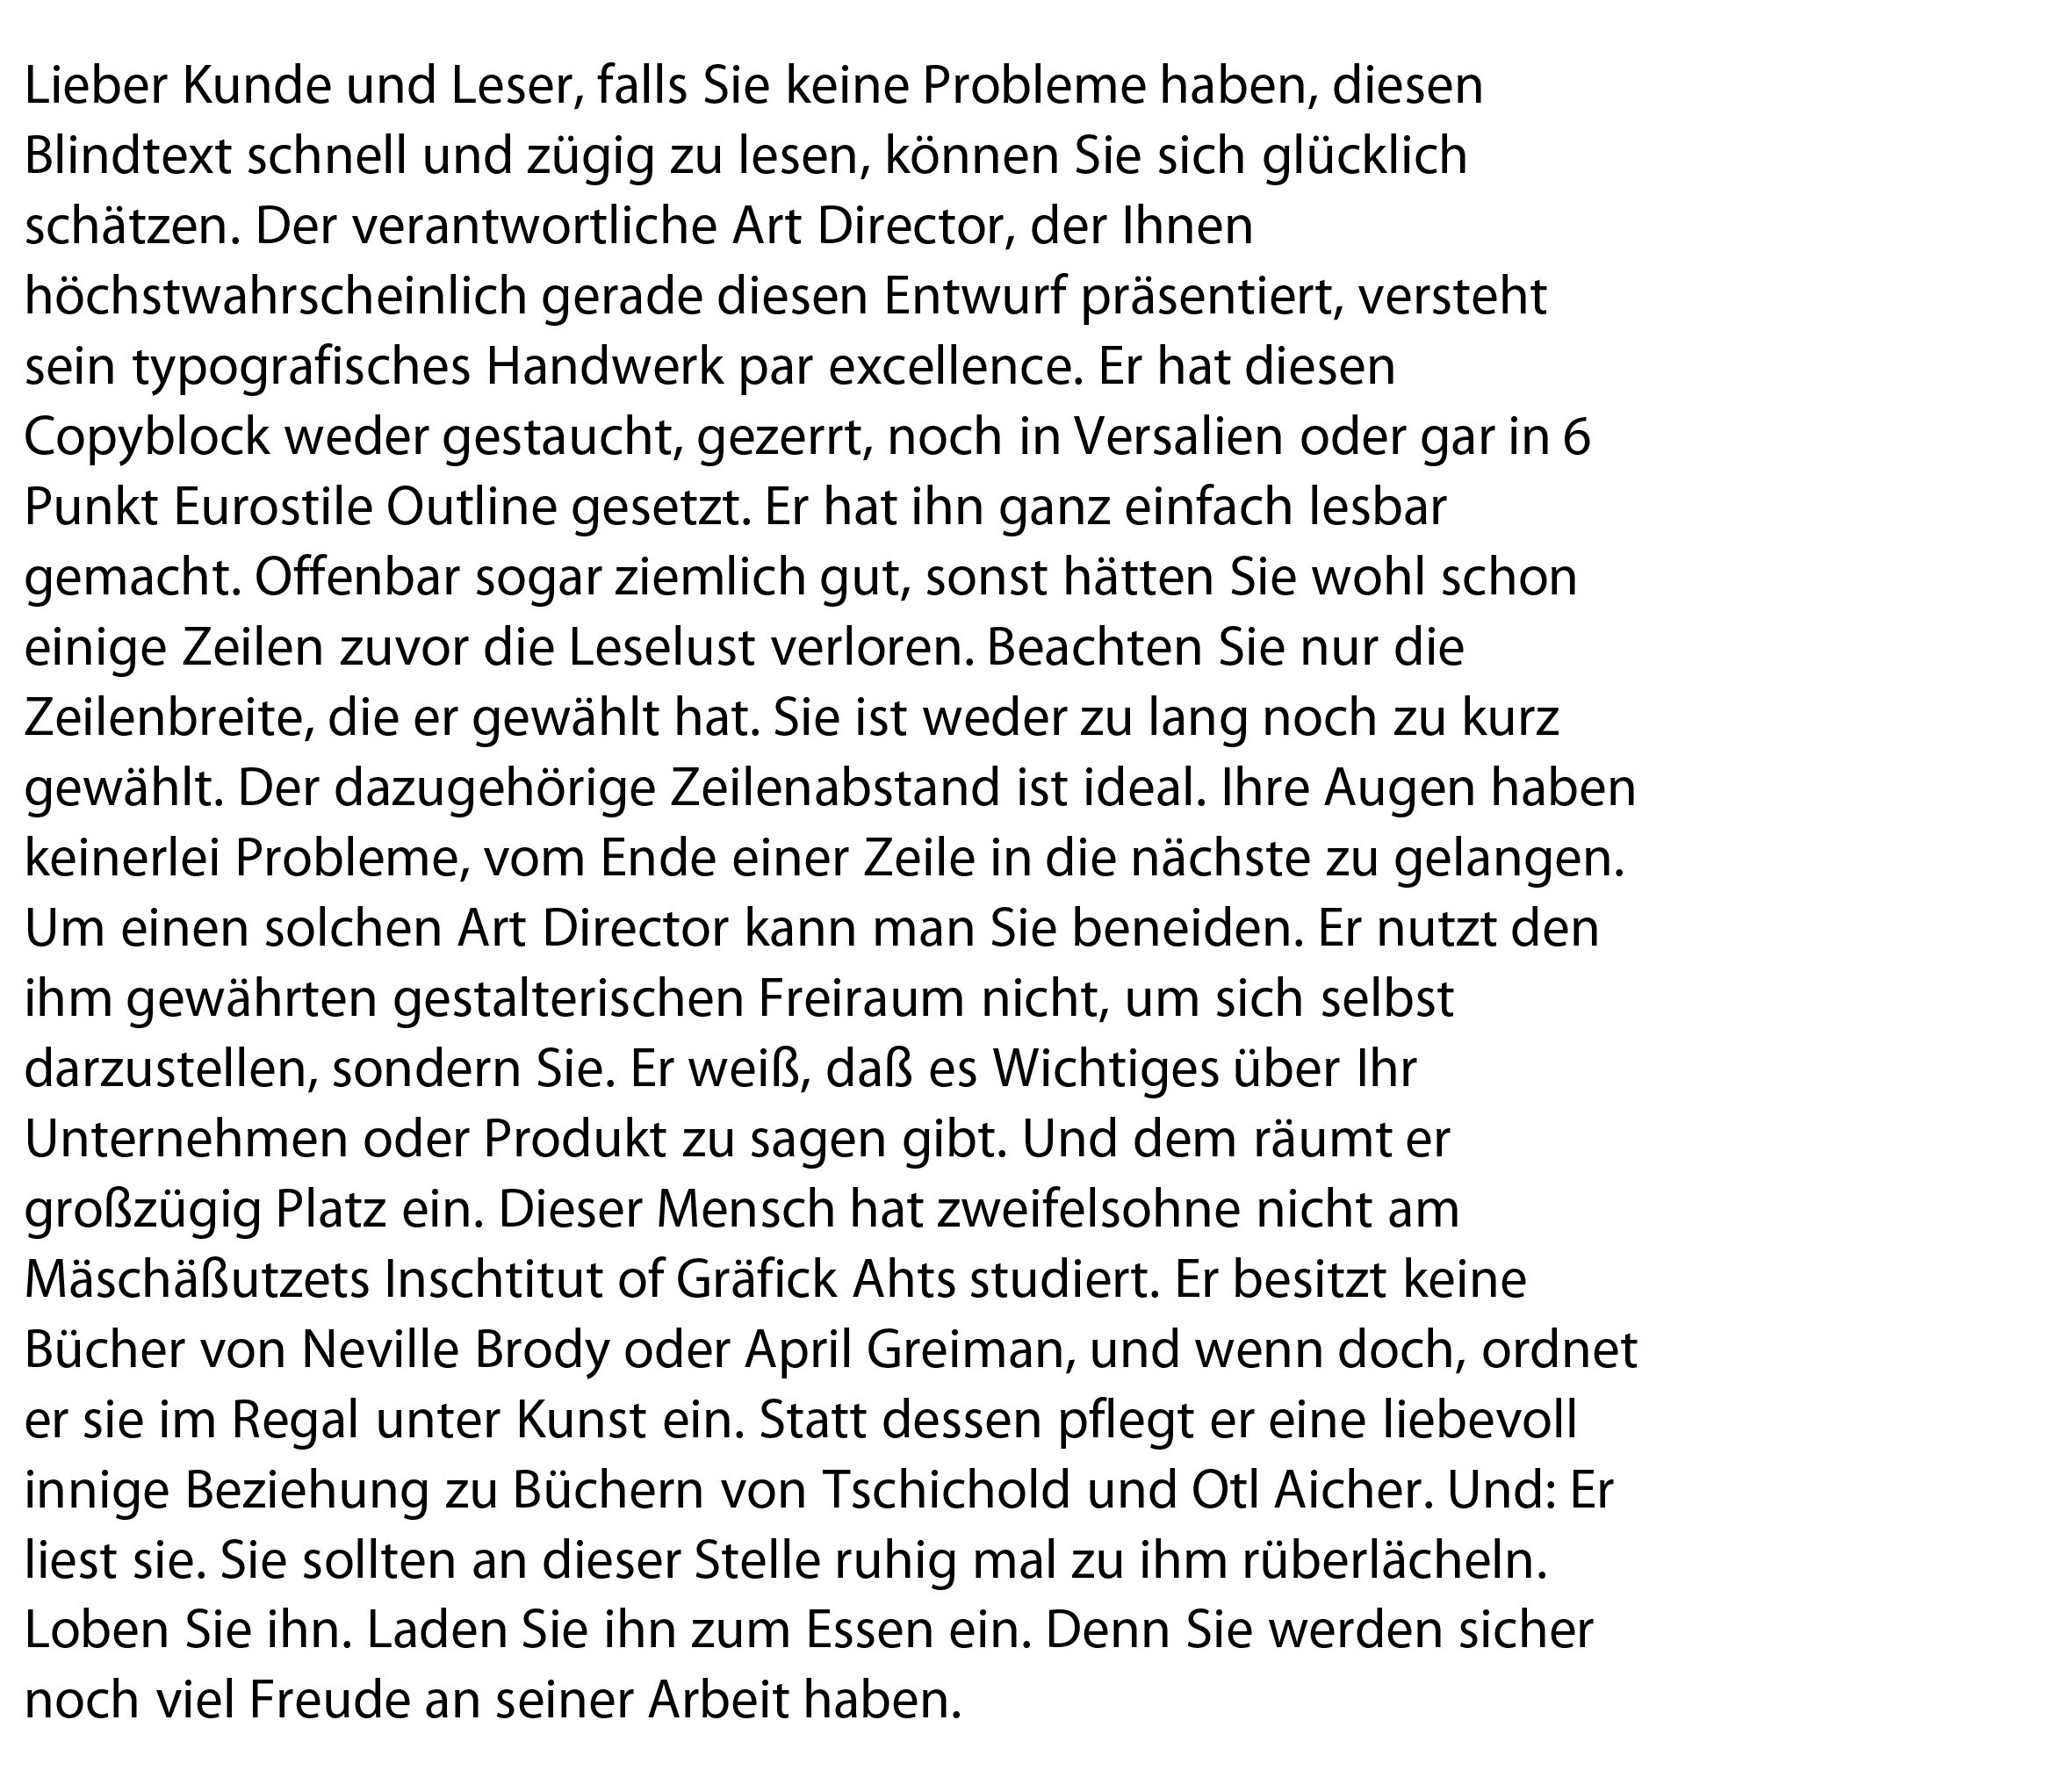 Lieber Kunde und Leser, falls Sie keine Probleme haben, diesen
Blindtext schnell und zügig zu lesen, können Sie sich glücklich
schätzen. Der verantwortliche Art Director, der Ihnen
höchstwahrscheinlich gerade diesen Entwurf präsentiert, versteht
sein typografisches Handwerk par excellence. Er hat diesen
Copyblock weder gestaucht, gezerrt, noch in Versalien oder gar in 6
Punkt Eurostile Outline gesetzt. Er hat ihn ganz einfach lesbar
gemacht. Offenbar sogar ziemlich gut, sonst hätten Sie wohl schon
einige Zeilen zuvor die Leselust verloren. Beachten Sie nur die
Zeilenbreite, die er gewählt hat. Sie ist weder zu lang noch zu kurz
gewählt. Der dazugehörige Zeilenabstand ist ideal. Ihre Augen haben
keinerlei Probleme, vom Ende einer Zeile in die nächste zu gelangen.
Um einen solchen Art Director kann man Sie beneiden. Er nutzt den
ihm gewährten gestalterischen Freiraum nicht, um sich selbst
darzustellen, sondern Sie. Er weiß, daß es Wichtiges über Ihr
Unternehmen oder Produkt zu sagen gibt. Und dem räumt er
großzügig Platz ein. Dieser Mensch hat zweifelsohne nicht am
Mäschäßutzets Inschtitut of Gräfick Ahts studiert. Er besitzt keine
Bücher von Neville Brody oder April Greiman, und wenn doch, ordnet
er sie im Regal unter Kunst ein. Statt dessen pflegt er eine liebevoll
innige Beziehung zu Büchern von Tschichold und Otl Aicher. Und: Er
liest sie. Sie sollten an dieser Stelle ruhig mal zu ihm rüberlächeln.
Loben Sie ihn. Laden Sie ihn zum Essen ein. Denn Sie werden sicher
noch viel Freude an seiner Arbeit haben.